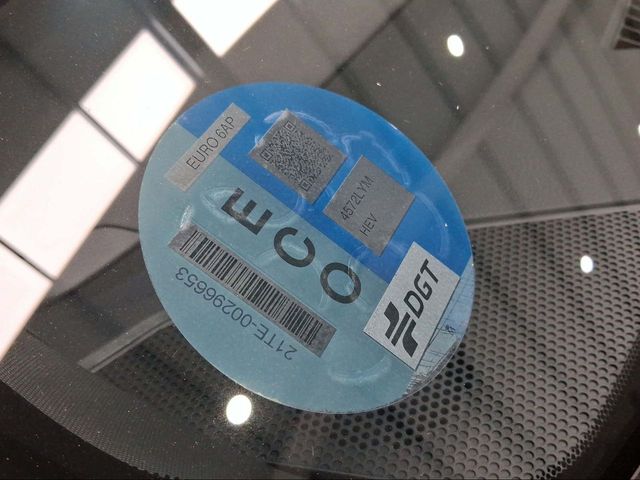 EURO 6AP
4572LYM
HEV
ECO
21TE-00296653
DGT